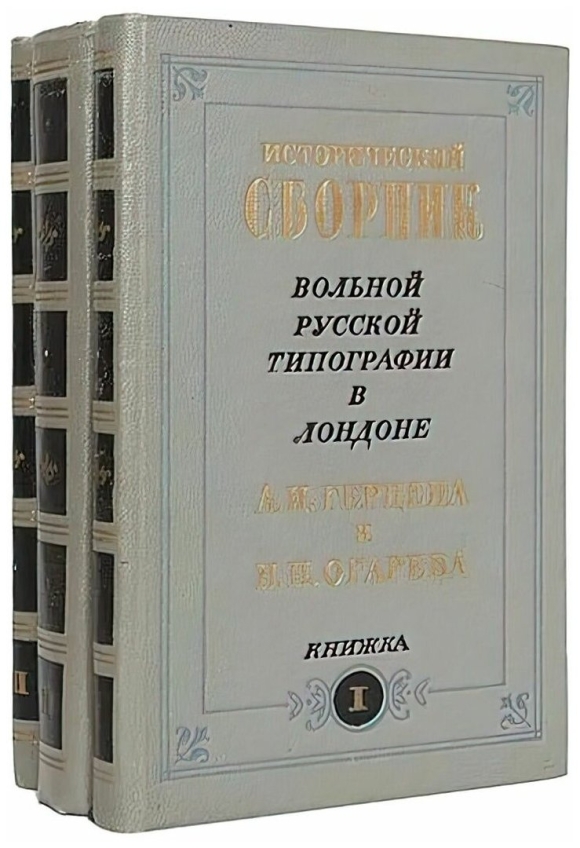 ИСТОРИЧЕСКИЙ
СБОРНИК
ВОЛЬНОЙ
РУССКОЙ
ТИПОГРАФИИ
В
ЛОНДОНЕ
А. И. ГЕРЦЕНА
И
Н. П. ОГАРЕВА
КНИЖКА
I